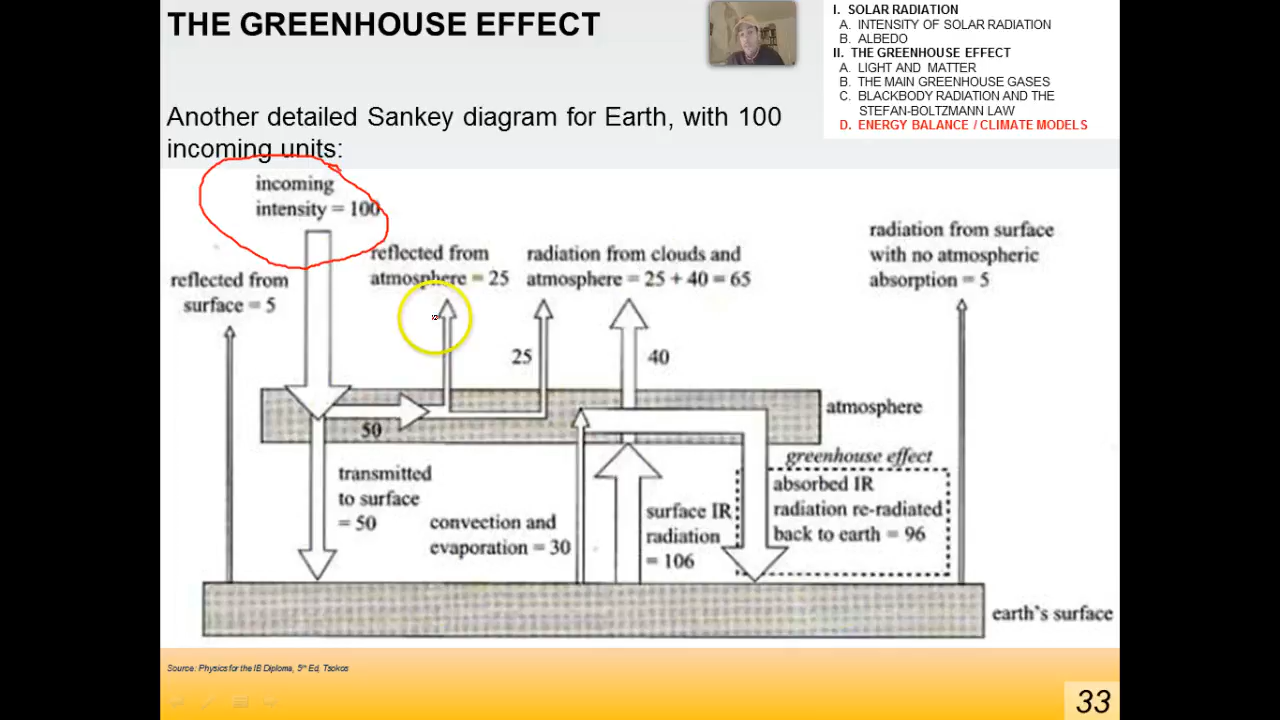 THE GREENHOUSE EFFECT
I. SOLAR RADIATION
A. INTENSITY OF SOLAR RADIATION
B. ALBEDO
II. THE GREENHOUSE EFFECT
A. LIGHT AND MATTER
B. THE MAIN GREENHOUSE GASES
C. BLACKBODY RADIATION AND THE
STEFAN-BOLTZMANN LAW
D. ENERGY BALANCE / CLIMATE MODELS
Another detailed Sankey diagram for Earth, with 100
incoming units:
incoming
intensity = 100
reflected from
surface = 5
reflected from
atmosphere = 25
radiation from clouds and
atmosphere = 25 + 40 = 65
radiation from surface
with no atmospheric
absorption = 5
25
40
50
atmosphere
transmitted
to surface
= 50
convection and
evaporation = 30
surface IR
radiation
= 106
greenhouse effect
absorbed IR
radiation re-radiated
back to earth = 96
earth's surface
Source: Physics for the IB Diploma, 5th Ed, Tsokos
33